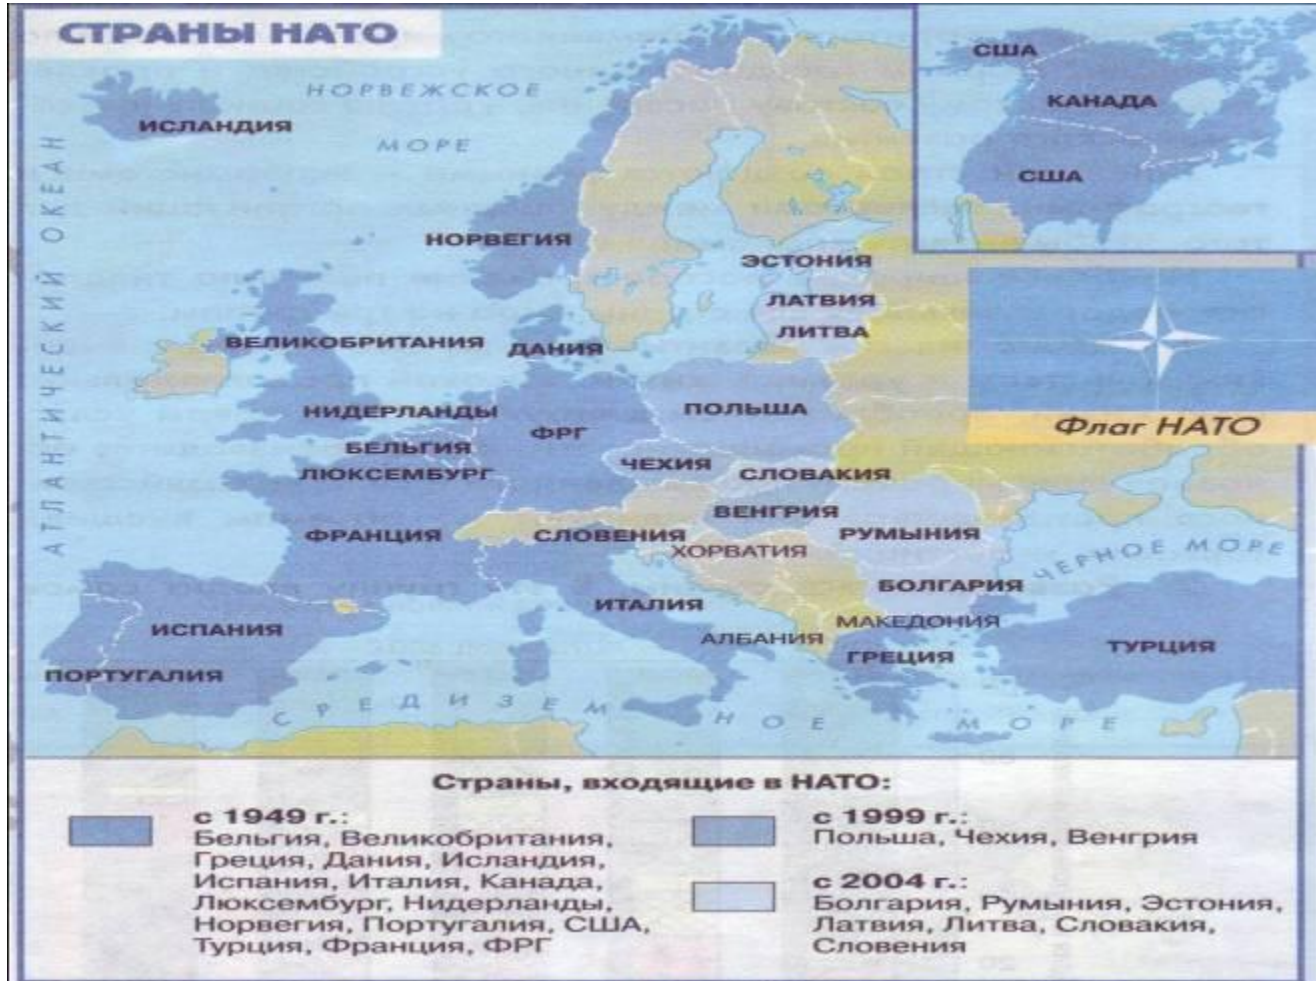 СТРАНЫ НАТО
НОРВЕЖСКОЕ
МОРЕ
АТЛАНТИЧЕСКИЙ ОКЕАН
ИСЛАНДИЯ
США
КАНАДА
США
НОРВЕГИЯ
ЭСТОНИЯ
ЛАТВИЯ
ЛИТВА
ВЕЛИКОБРИТАНИЯ
ДАНИЯ
НИДЕРЛАНДЫ
ПОЛЬША
ФРГ
Флаг НАТО
БЕЛЬГИЯ
ЧЕХИЯ
ЛЮКСЕМБУРГ
СЛОВАКИЯ
ВЕНГРИЯ
ФРАНЦИЯ
СЛОВЕНИЯ
РУМЫНИЯ
ХОРВАТИЯ
ЧЕРНОЕ МОРЕ
БОЛГАРИЯ
ИТАЛИЯ
ИСПАНИЯ
МАКЕДОНИЯ
АЛБАНИЯ
ТУРЦИЯ
ГРЕЦИЯ
ПОРТУГАЛИЯ
СРЕДИЗЕМНОЕ МОРЕ
Страны, входящие в НАТО:
с 1949 г.:
Бельгия, Великобритания,
Греция, Дания, Исландия,
Испания, Италия, Канада,
Люксембург, Нидерланды,
Норвегия, Португалия, США,
Турция, Франция, ФРГ
с 1999 г.:
Польша, Чехия, Венгрия
с 2004 г.:
Болгария, Румыния, Эстония,
Латвия, Литва, Словакия,
Словения